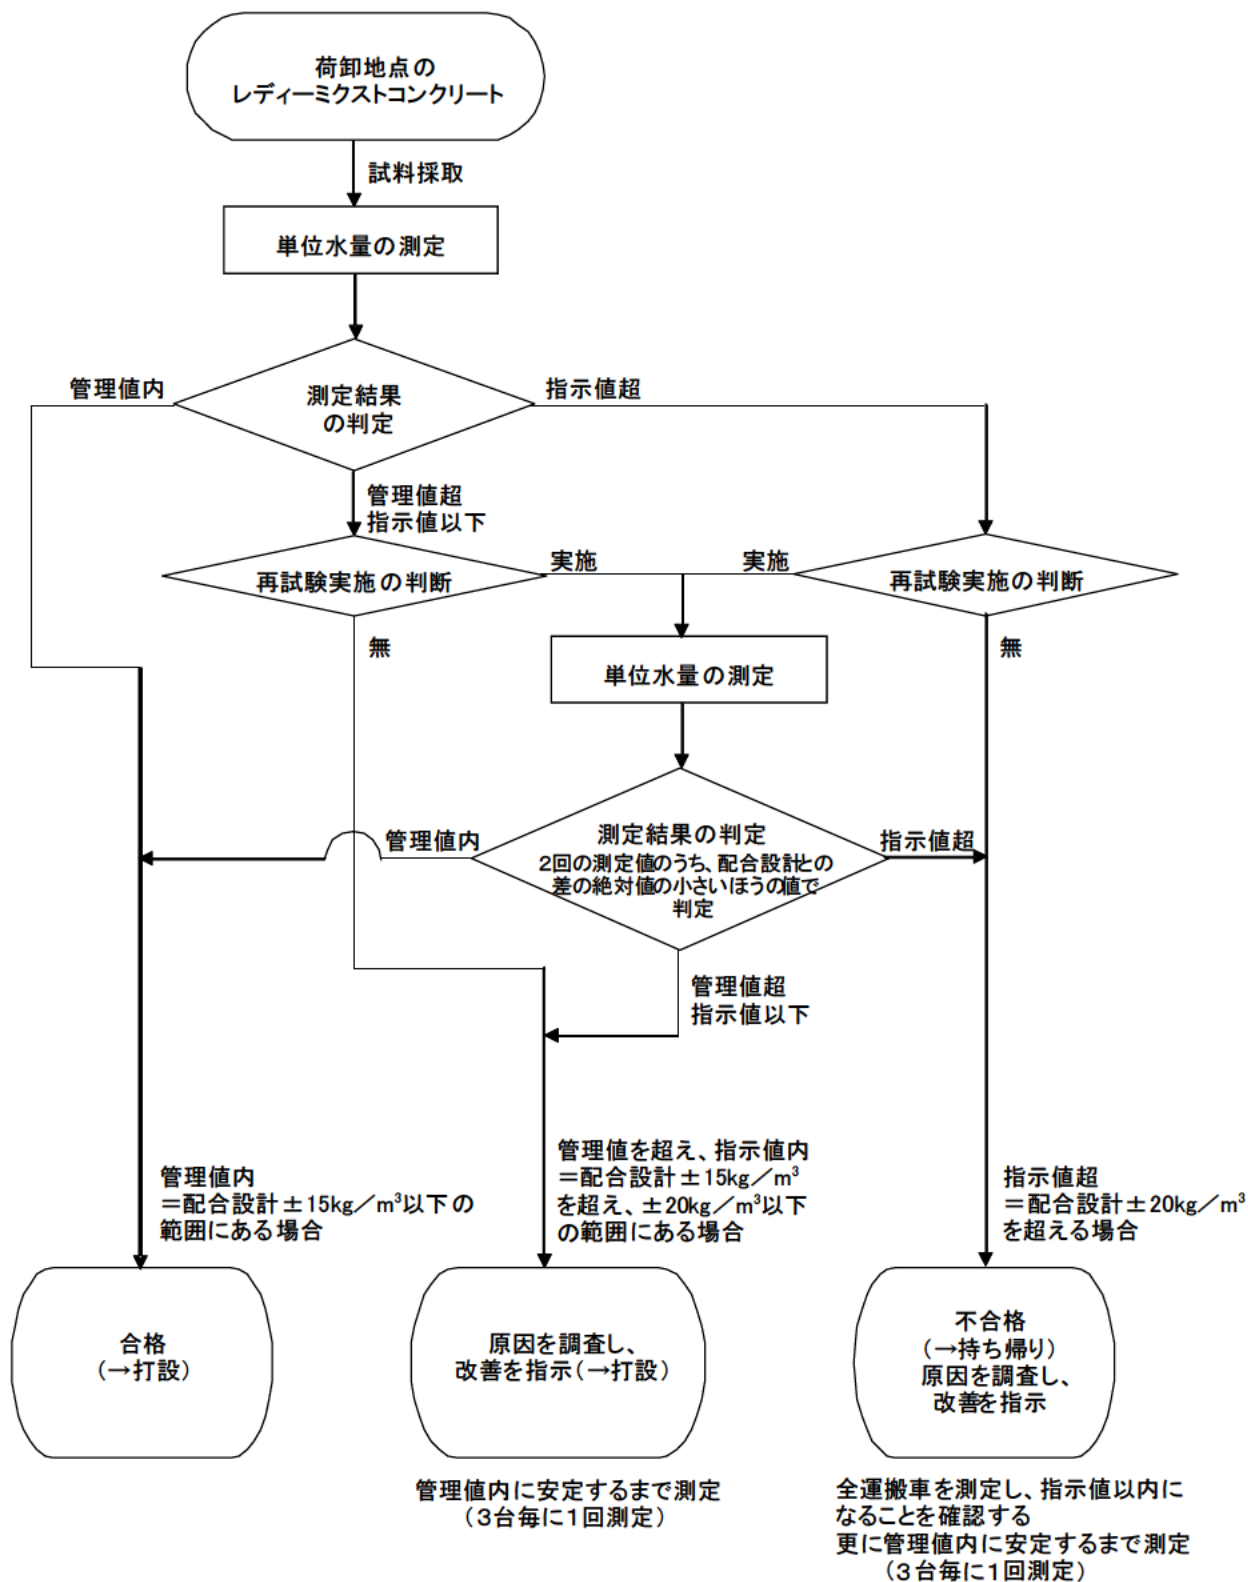 荷卸地点の
レディーミクストコンクリート
試料採取
単位水量の測定
管理値内
測定結果
の判定
指示値超
管理値超
指示値以下
再試験実施の判断
実施
実施
再試験実施の判断
無
無
単位水量の測定
管理値内
測定結果の判定
2回の測定値のうち、配合設計との
差の絶対値の小さいほうの値で
判定
指示値超
管理値超
指示値以下
管理値内
=配合設計±15kg/m³以下の
範囲にある場合
管理値を超え、指示値内
=配合設計±15kg/m³
を超え、±20kg/m³以下
の範囲にある場合
指示値超
=配合設計±20kg/m³
を超える場合
合格
(→打設)
原因を調査し、
改善を指示(→打設)
不合格
(→持ち帰り)
原因を調査し、
改善を指示
管理値内に安定するまで測定
(3台毎に1回測定)
全運搬車を測定し、指示値以内に
なることを確認する
更に管理値内に安定するまで測定
(3台毎に1回測定)